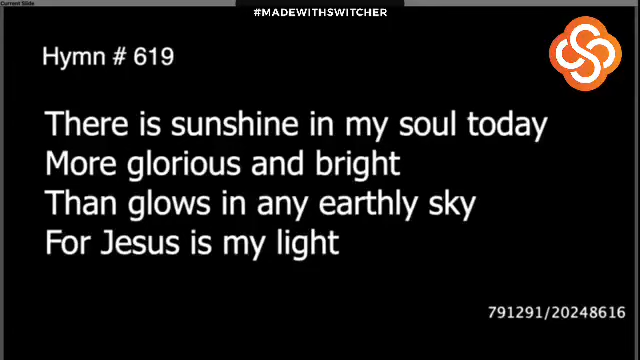 Current Slide
#MADEWITHSWITCHER
Hymn # 619
There is sunshine in my soul today
More glorious and bright
Than glows in any earthly sky
For Jesus is my light
791291/20248616